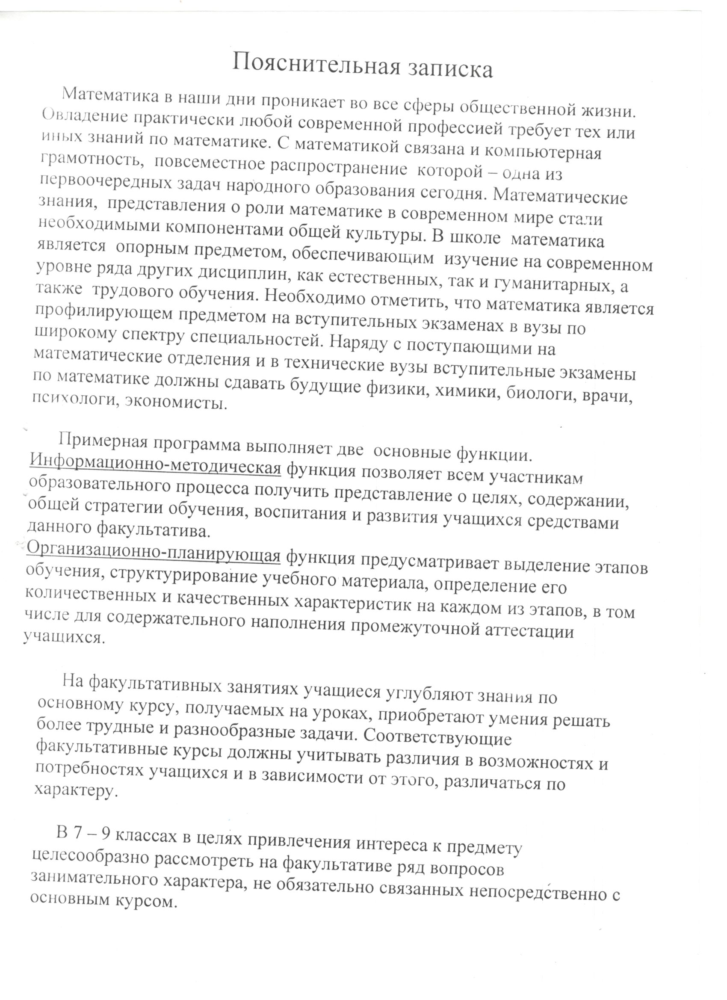 Пояснительная записка
Математика в наши дни проникает во все сферы общественной жизни.
Овладение практически любой современной профессией требует тех или
иных знаний по математике. С математикой связана и компьютерная
грамотность, повсеместное распространение которой – одна из
первоочередных задач народного образования сегодня. Математические
знания, представления о роли математике в современном мире стали
необходимыми компонентами общей культуры. В школе математика
является опорным предметом, обеспечивающим изучение на современном
уровне ряда других дисциплин, как естественных, так и гуманитарных, а
также трудового обучения. Необходимо отметить, что математика является
профилирующем предметом на вступительных экзаменах в вузы по
широкому спектру специальностей. Наряду с поступающими на
математические отделения и в технические вузы вступительные экзамены
по математике должны сдавать будущие физики, химики, биологи, врачи,
психологи, экономисты.
Примерная программа выполняет две основные функции.
Информационно-методическая функция позволяет всем участникам
образовательного процесса получить представление о целях, содержании,
общей стратегии обучения, воспитания и развития учащихся средствами
данного факультатива.
Организационно-планирующая функция предусматривает выделение этапов
обучения, структурирование учебного материала, определение его
количественных и качественных характеристик на каждом из этапов, в том
числе для содержательного наполнения промежуточной аттестации
учащихся.
На факультативных занятиях учащиеся углубляют знания по
основному курсу, получаемых на уроках, приобретают умения решать
более трудные и разнообразные задачи. Соответствующие
факультативные курсы должны учитывать различия в возможностях и
потребностях учащихся и в зависимости от этого, различаться по
характеру.
В 7 – 9 классах в целях привлечения интереса к предмету
целесообразно рассмотреть на факультативе ряд вопросов
занимательного характера, не обязательно связанных непосредственно с
основным курсом.